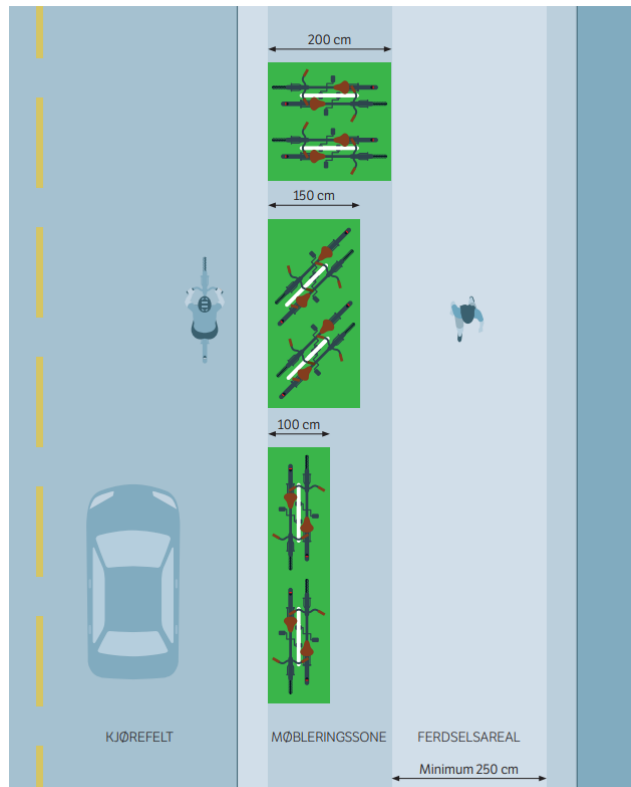 200 cm
150 cm
100 cm
KJØREFELT
MØBLERINGSSONE
FERDSELSAREAL
Minimum 250 cm